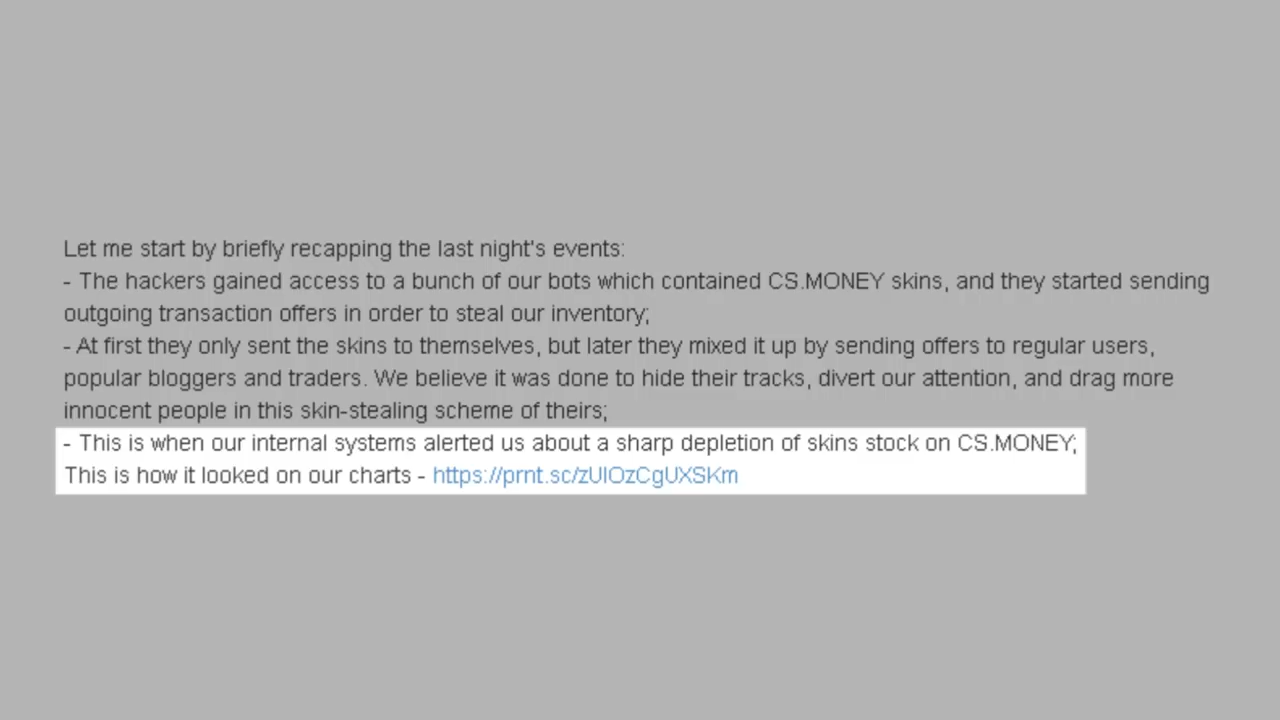 Let me start by briefly recapping the last night's events:
- The hackers gained access to a bunch of our bots which contained CS.MONEY skins, and they started sending
outgoing transaction offers in order to steal our inventory;
- At first they only sent the skins to themselves, but later they mixed it up by sending offers to regular users,
popular bloggers and traders. We believe it was done to hide their tracks, divert our attention, and drag more
innocent people in this skin-stealing scheme of theirs;
- This is when our internal systems alerted us about a sharp depletion of skins stock on CS.MONEY;
This is how it looked on our charts - https://prnt.sc/zUlOzCgUXSKm